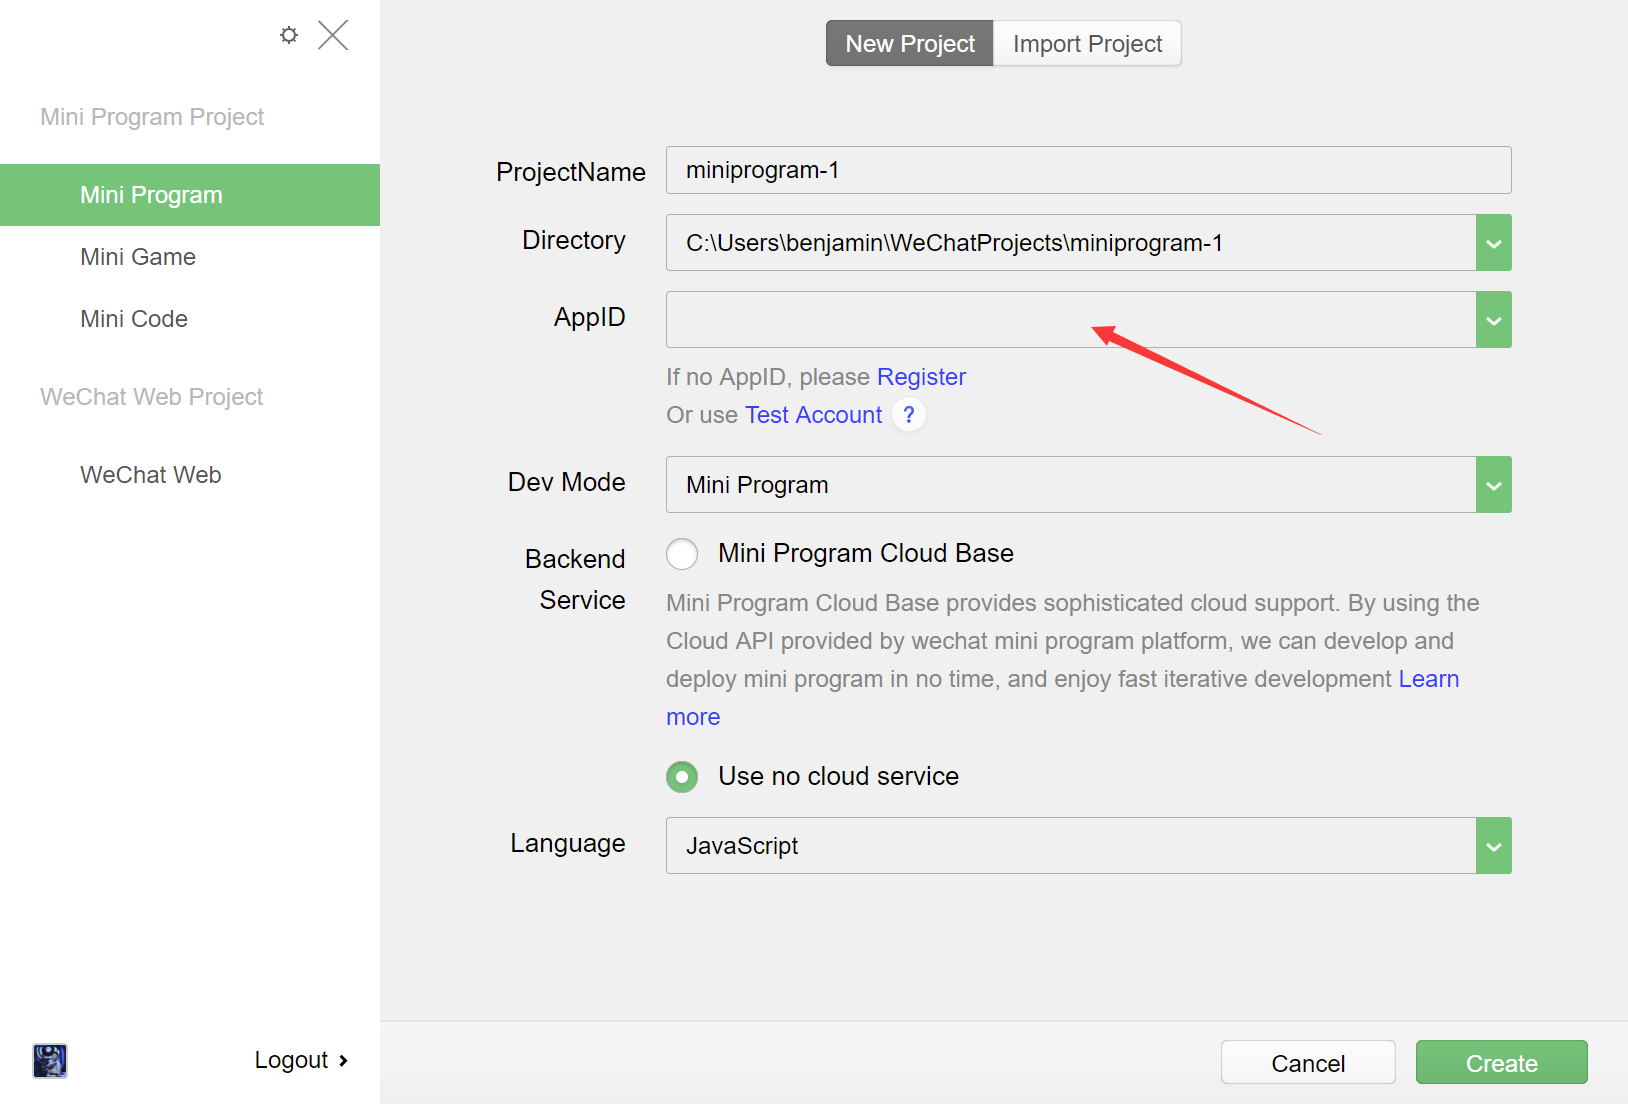 Mini Program Project
Mini Program
Mini Game
Mini Code
WeChat Web Project
WeChat Web
Logout
New Project
Import Project
ProjectName
miniprogram-1
Directory
C:\Users\benjamin\WeChatProjects\miniprogram-1
AppID
If no AppID, please Register
Or use Test Account ?
Dev Mode
Mini Program
Backend
Service
Mini Program Cloud Base
Mini Program Cloud Base provides sophisticated cloud support. By using the
Cloud API provided by wechat mini program platform, we can develop and
deploy mini program in no time, and enjoy fast iterative development Learn
more
Use no cloud service
Language
JavaScript
Cancel
Create